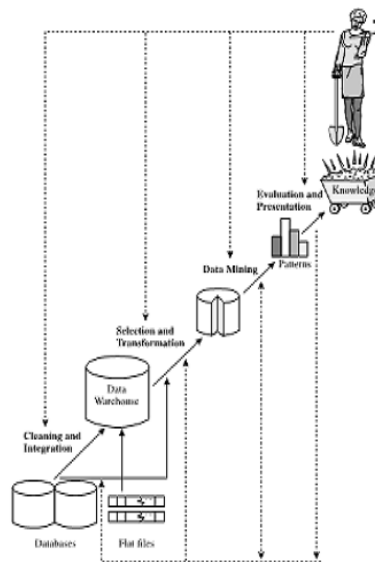 Evaluation and
Presentation
Knowledge
Patterns
Data Mining
Selection and
Transformation
Data
Warehouse
Cleaning and
Integration
Databases
Flat files